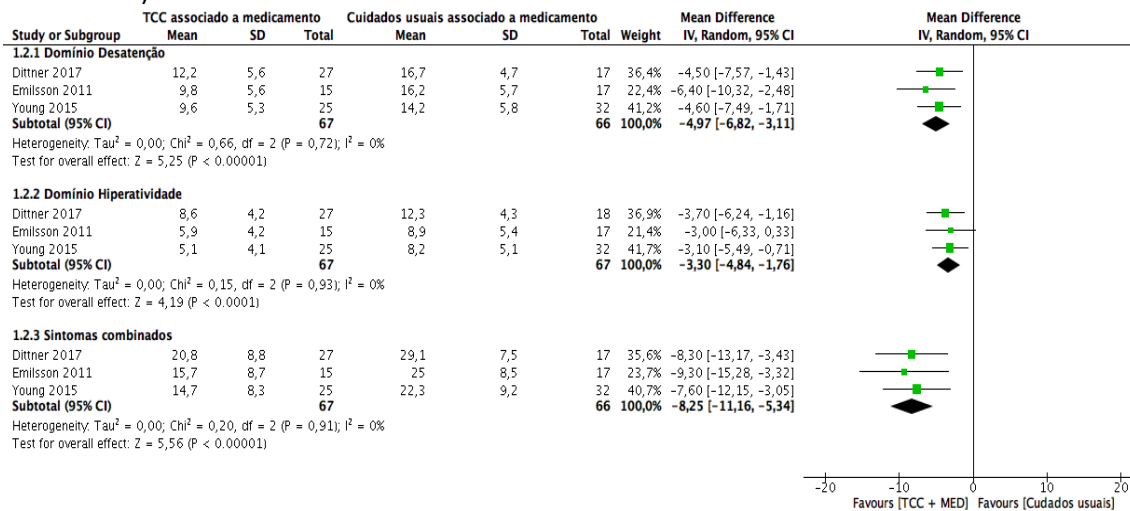 TCC associado a medicamento Cuidados usuais associado a medicamento Mean Difference Mean Difference
Study or Subgroup Mean SD Total Mean SD Total Weight IV, Random, 95% CI IV, Random, 95% CI
1.2.1 Domínio Desatenção
Dittner 2017 12,2 5,6 27 16,7 4,7 17 36,4% −4,50 [−7,57, −1,43]
Emilsson 2011 9,8 5,6 15 16,2 5,7 17 22,4% −6,40 [−10,32, −2,48]
Young 2015 9,6 5,3 25 14,2 5,8 32 41,2% −4,60 [−7,49, −1,71]
Subtotal (95% CI) 67 66 100,0% −4,97 [−6,82, −3,11]
Heterogeneity: Tau² = 0,00; Chi² = 0,66, df = 2 (P = 0,72); I² = 0%
Test for overall effect: Z = 5,25 (P < 0.00001)
1.2.2 Domínio Hiperatividade
Dittner 2017 8,6 4,2 27 12,3 4,3 18 36,9% −3,70 [−6,24, −1,16]
Emilsson 2011 5,9 4,2 15 8,9 5,4 17 21,4% −3,00 [−6,33, 0,33]
Young 2015 5,1 4,1 25 8,2 5,1 32 41,7% −3,10 [−5,49, −0,71]
Subtotal (95% CI) 67 67 100,0% −3,30 [−4,84, −1,76]
Heterogeneity: Tau² = 0,00; Chi² = 0,15, df = 2 (P = 0,93); I² = 0%
Test for overall effect: Z = 4,19 (P < 0.0001)
1.2.3 Sintomas combinados
Dittner 2017 20,8 8,8 27 29,1 7,5 17 35,6% −8,30 [−13,17, −3,43]
Emilsson 2011 15,7 8,7 15 25 8,5 17 23,7% −9,30 [−15,28, −3,32]
Young 2015 14,7 8,3 25 22,3 9,2 32 40,7% −7,60 [−12,15, −3,05]
Subtotal (95% CI) 67 66 100,0% −8,25 [−11,16, −5,34]
Heterogeneity: Tau² = 0,00; Chi² = 0,20, df = 2 (P = 0,91); I² = 0%
Test for overall effect: Z = 5,56 (P < 0.00001)
−20 −10 0 10 20
Favours [TCC + MED] Favours [Cudados usuais]